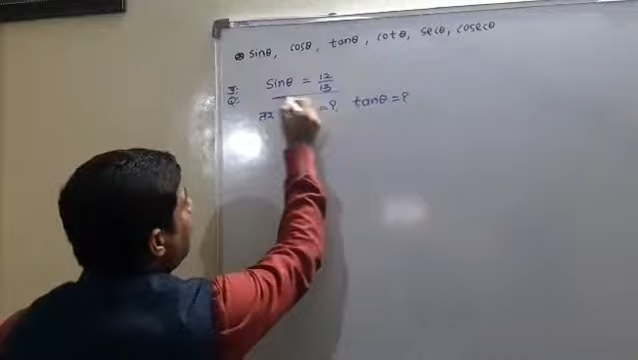 ⊛ sinθ, cosθ, tanθ, cotθ, secθ, cosecθ
Q: sinθ = 12/13
=? tanθ = ?